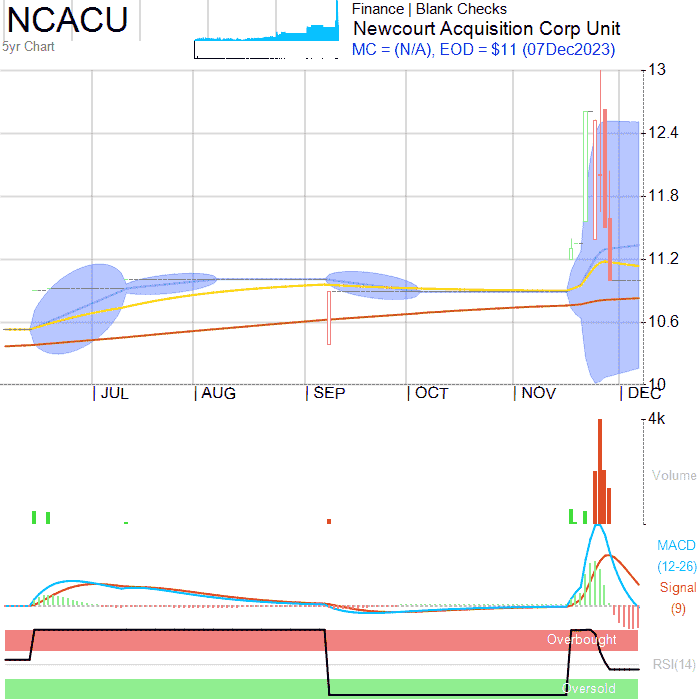 NCACU
5yr Chart
Finance | Blank Checks
Newcourt Acquisition Corp Unit
MC = (N/A), EOD = $11 (07Dec2023)
13
12.4
11.8
11.2
10.6
10
JUL AUG SEP OCT NOV DEC
4k
Volume
MACD
(12-26)
Signal
(9)
Overbought
RSI(14)
Oversold